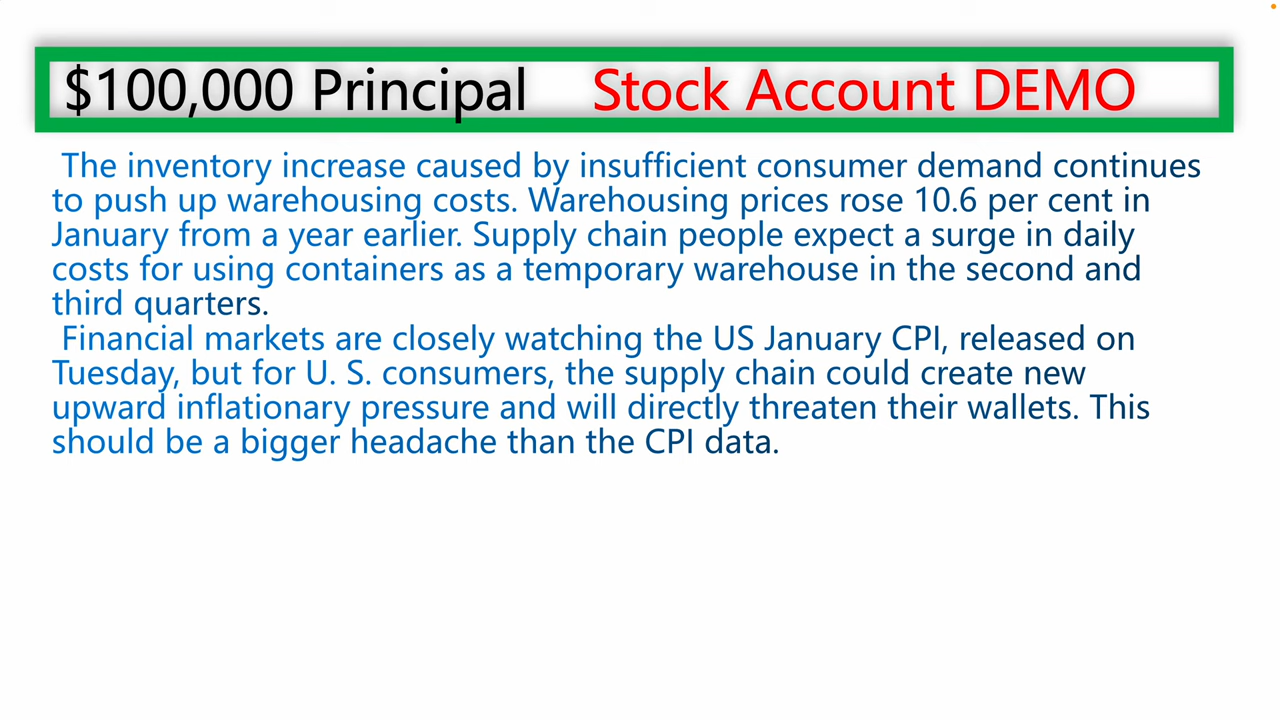 $100,000 Principal Stock Account DEMO
The inventory increase caused by insufficient consumer demand continues
to push up warehousing costs. Warehousing prices rose 10.6 per cent in
January from a year earlier. Supply chain people expect a surge in daily
costs for using containers as a temporary warehouse in the second and
third quarters.
Financial markets are closely watching the US January CPI, released on
Tuesday, but for U. S. consumers, the supply chain could create new
upward inflationary pressure and will directly threaten their wallets. This
should be a bigger headache than the CPI data.